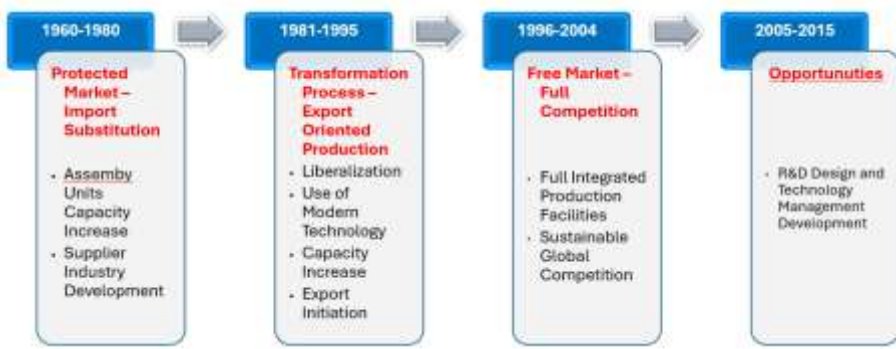 1960-1980
Protected
Market –
Import
Substitution
• Assemby
Units
Capacity
Increase
• Supplier
Industry
Development
1981-1995
Transformation
Process –
Export
Oriented
Production
• Liberalization
• Use of
Modern
Technology
• Capacity
Increase
• Export
Initiation
1996-2004
Free Market –
Full
Competition
• Full Integrated
Production
Facilities
• Sustainable
Global
Competition
2005-2015
Opportunuties
• R&D Design and
Technology
Management
Development